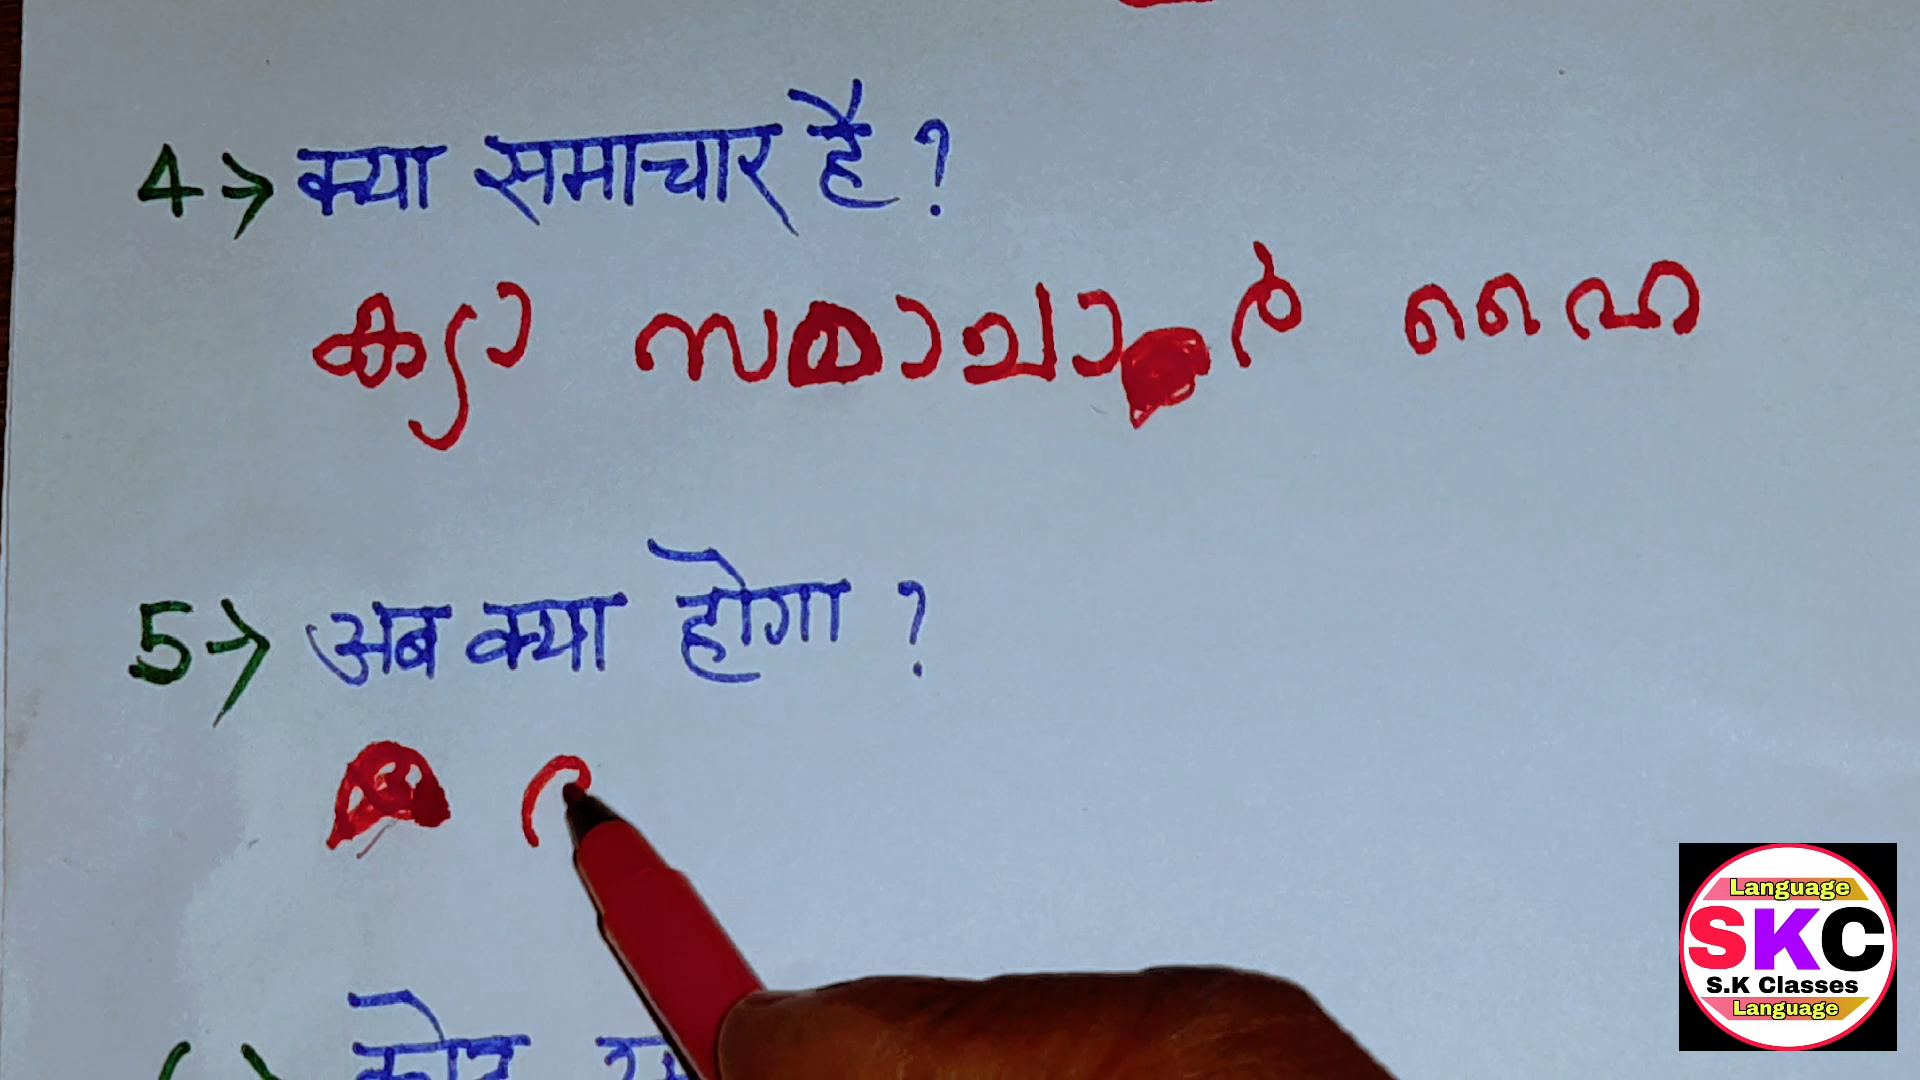 4→ क्या समाचार है ?
ക്യാ സമാചാർ ഹൈ
5→ अब क्या होगा ?
Language
SKC
S.K Classes
Language